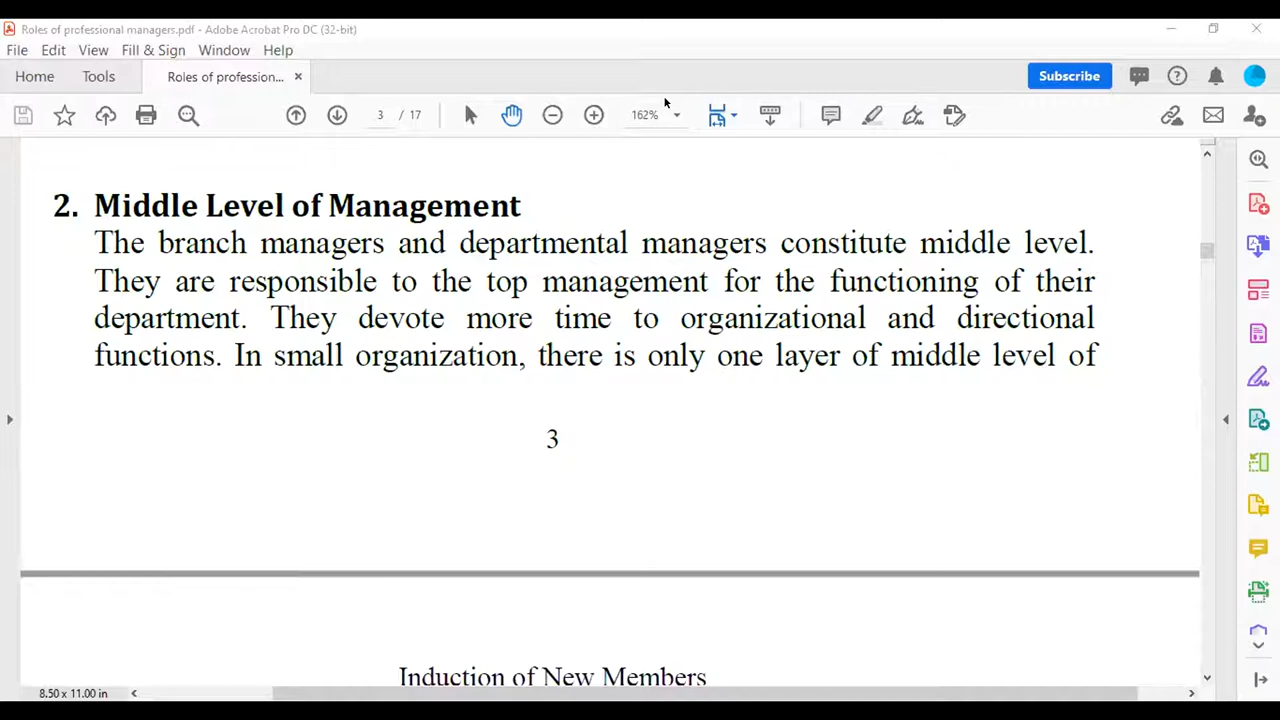 Roles of professional managers.pdf - Adobe Acrobat Pro DC (32-bit)
File Edit View Fill & Sign Window Help
Home Tools Roles of profession... × Subscribe
3 / 17 162%
2. Middle Level of Management
The branch managers and departmental managers constitute middle level.
They are responsible to the top management for the functioning of their
department. They devote more time to organizational and directional
functions. In small organization, there is only one layer of middle level of
3
Induction of New Members
8.50 x 11.00 in